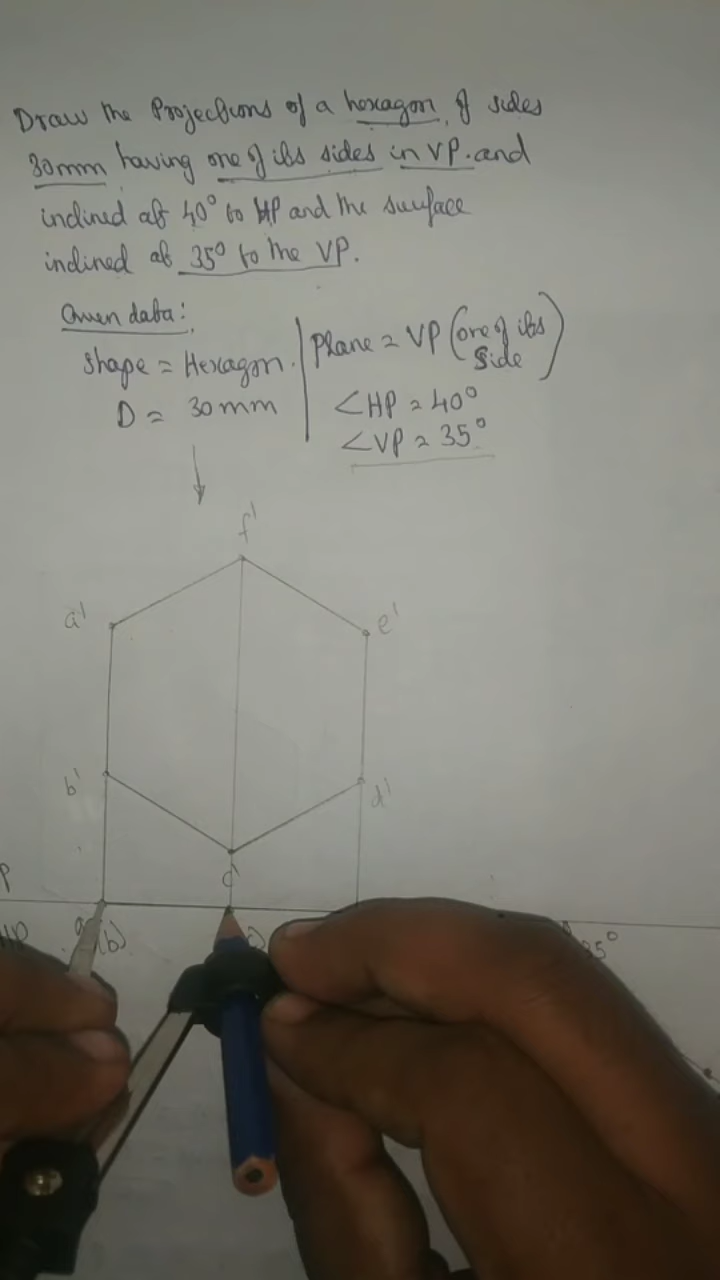 Draw the Projections of a hexagon of sides
30mm having one of its sides in VP. and
inclined at 40° to HP and the surface
inclined at 35° to the VP.
Given data:
Shape = Hexagon.
D = 30mm
Plane = VP (one of its side)
∠HP = 40°
∠VP = 35°
f'
a'
e'
b'
d'
c'
P
HP
(b)
35°